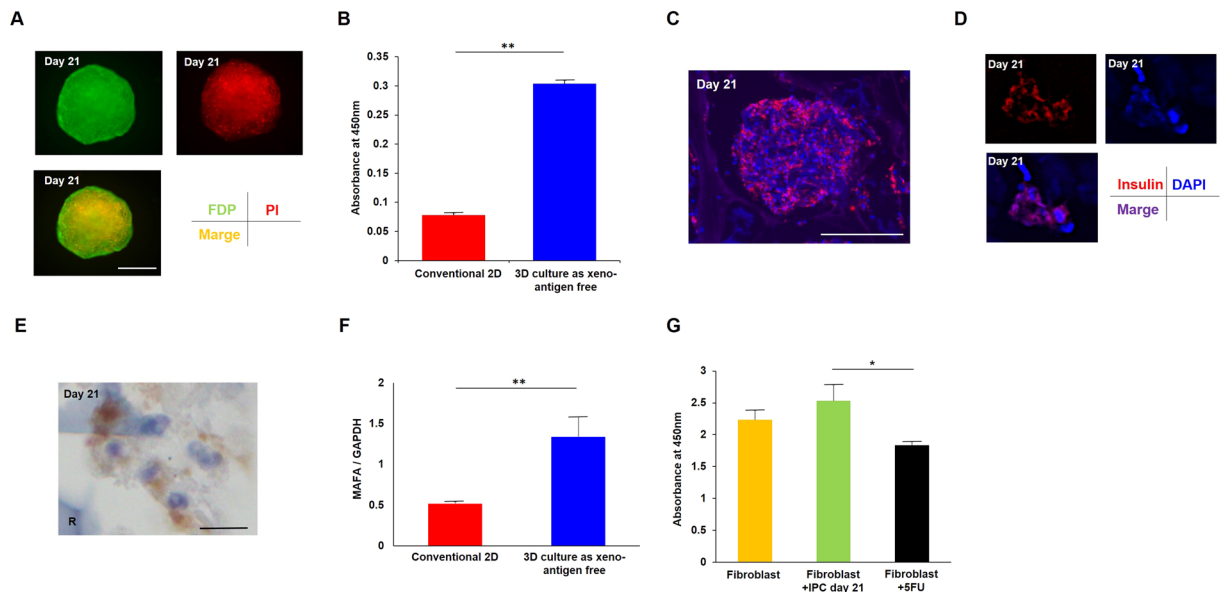 A
Day 21
Day 21
Day 21
FDP PI
Marge
B
**
Absorbance at 450nm
0.35
0.3
0.25
0.2
0.15
0.1
0.05
0
Conventional 2D
3D culture as xeno-
antigen free
C
Day 21
D
Day 21
Day 21
Day 21
Insulin DAPI
Marge
E
Day 21
R
F
**
MAFA / GAPDH
2
1.5
1
0.5
0
Conventional 2D
3D culture as xeno-
antigen free
G
*
Absorbance at 450nm
3
2.5
2
1.5
1
0.5
0
Fibroblast
Fibroblast
+IPC day 21
Fibroblast
+5FU